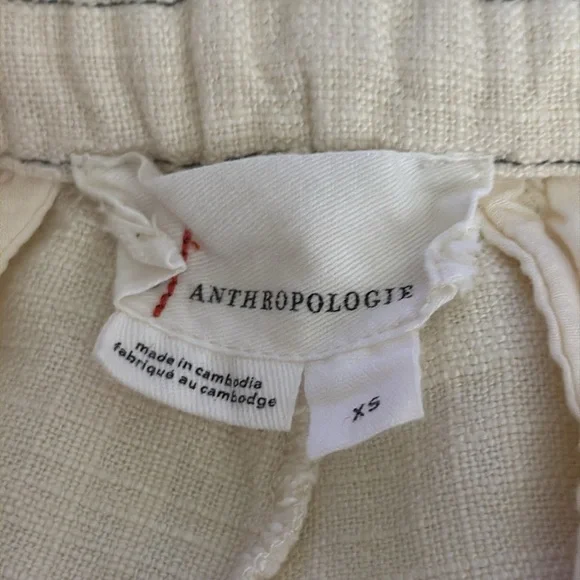 ANTHROPOLOGIE
made in cambodia
fabriqué au cambodge
XS